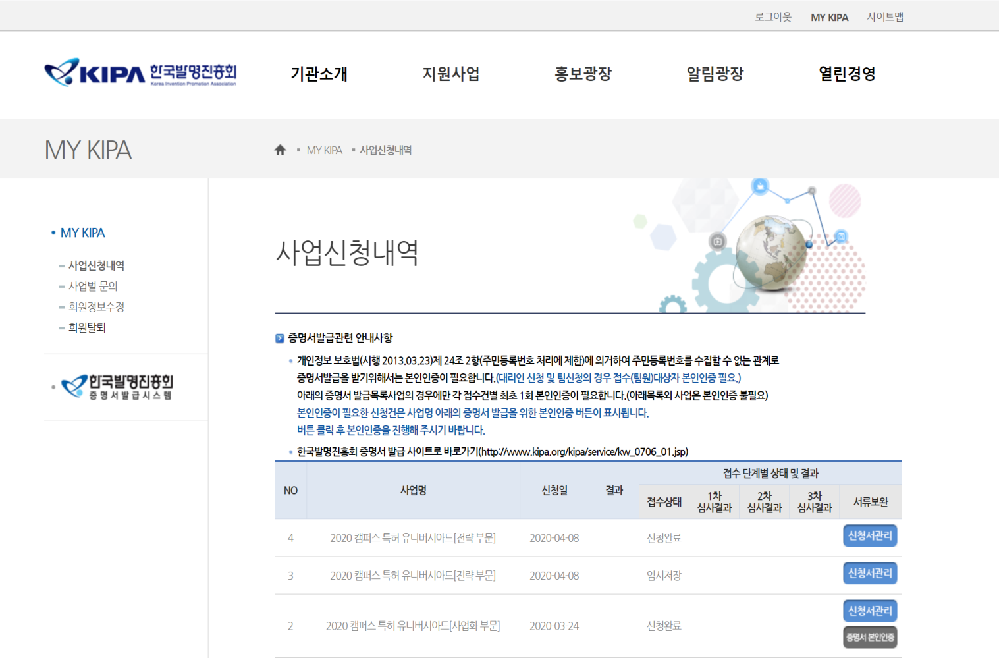 로그아웃 MY KIPA 사이트맵
KIPA 한국발명진흥회
Korea Invention Promotion Association
기관소개 지원사업 홍보광장 알림광장 열린경영
MY KIPA
MY KIPA 사업신청내역
MY KIPA
사업신청내역
사업별 문의
회원정보수정
회원탈퇴
한국발명진흥회
증명서발급시스템
사업신청내역
증명서발급관련 안내사항
개인정보 보호법(시행 2013.03.23)제 24조 2항(주민등록번호 처리에 제한)에 의거하여 주민등록번호를 수집할 수 없는 관계로
증명서발급을 받기위해서는 본인인증이 필요합니다.(대리인 신청 및 팀신청의 경우 접수(팀원)대상자 본인인증 필요.)
아래의 증명서 발급목록사업의 경우에만 각 접수건별 최초 1회 본인인증이 필요합니다.(아래목록외 사업은 본인인증 불필요)
본인인증이 필요한 신청건은 사업명 아래의 증명서 발급을 위한 본인인증 버튼이 표시됩니다.
버튼 클릭 후 본인인증을 진행해 주시기 바랍니다.
한국발명진흥회 증명서 발급 사이트로 바로가기(http://www.kipa.org/kipa/service/kw_0706_01.jsp)
NO 사업명 신청일 결과 접수 단계별 상태 및 결과
접수상태 1차 2차 3차 서류보완
심사결과 심사결과 심사결과
4 2020 캠퍼스 특허 유니버시아드[전략 부문] 2020-04-08 신청완료 신청서관리
3 2020 캠퍼스 특허 유니버시아드[전략 부문] 2020-04-08 임시저장 신청서관리
2 2020 캠퍼스 특허 유니버시아드[사업화 부문] 2020-03-24 신청완료 신청서관리
증명서 본인인증